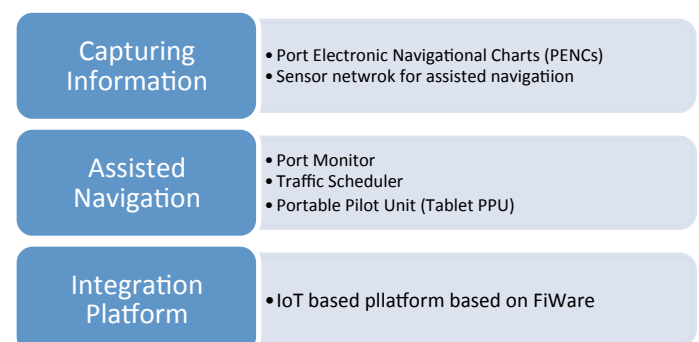 Capturing
Information
• Port Electronic Navigational Charts (PENCs)
• Sensor netwrok for assisted navigatiion
Assisted
Navigation
• Port Monitor
• Traffic Scheduler
• Portable Pilot Unit (Tablet PPU)
Integration
Platform
• IoT based pllatform based on FiWare